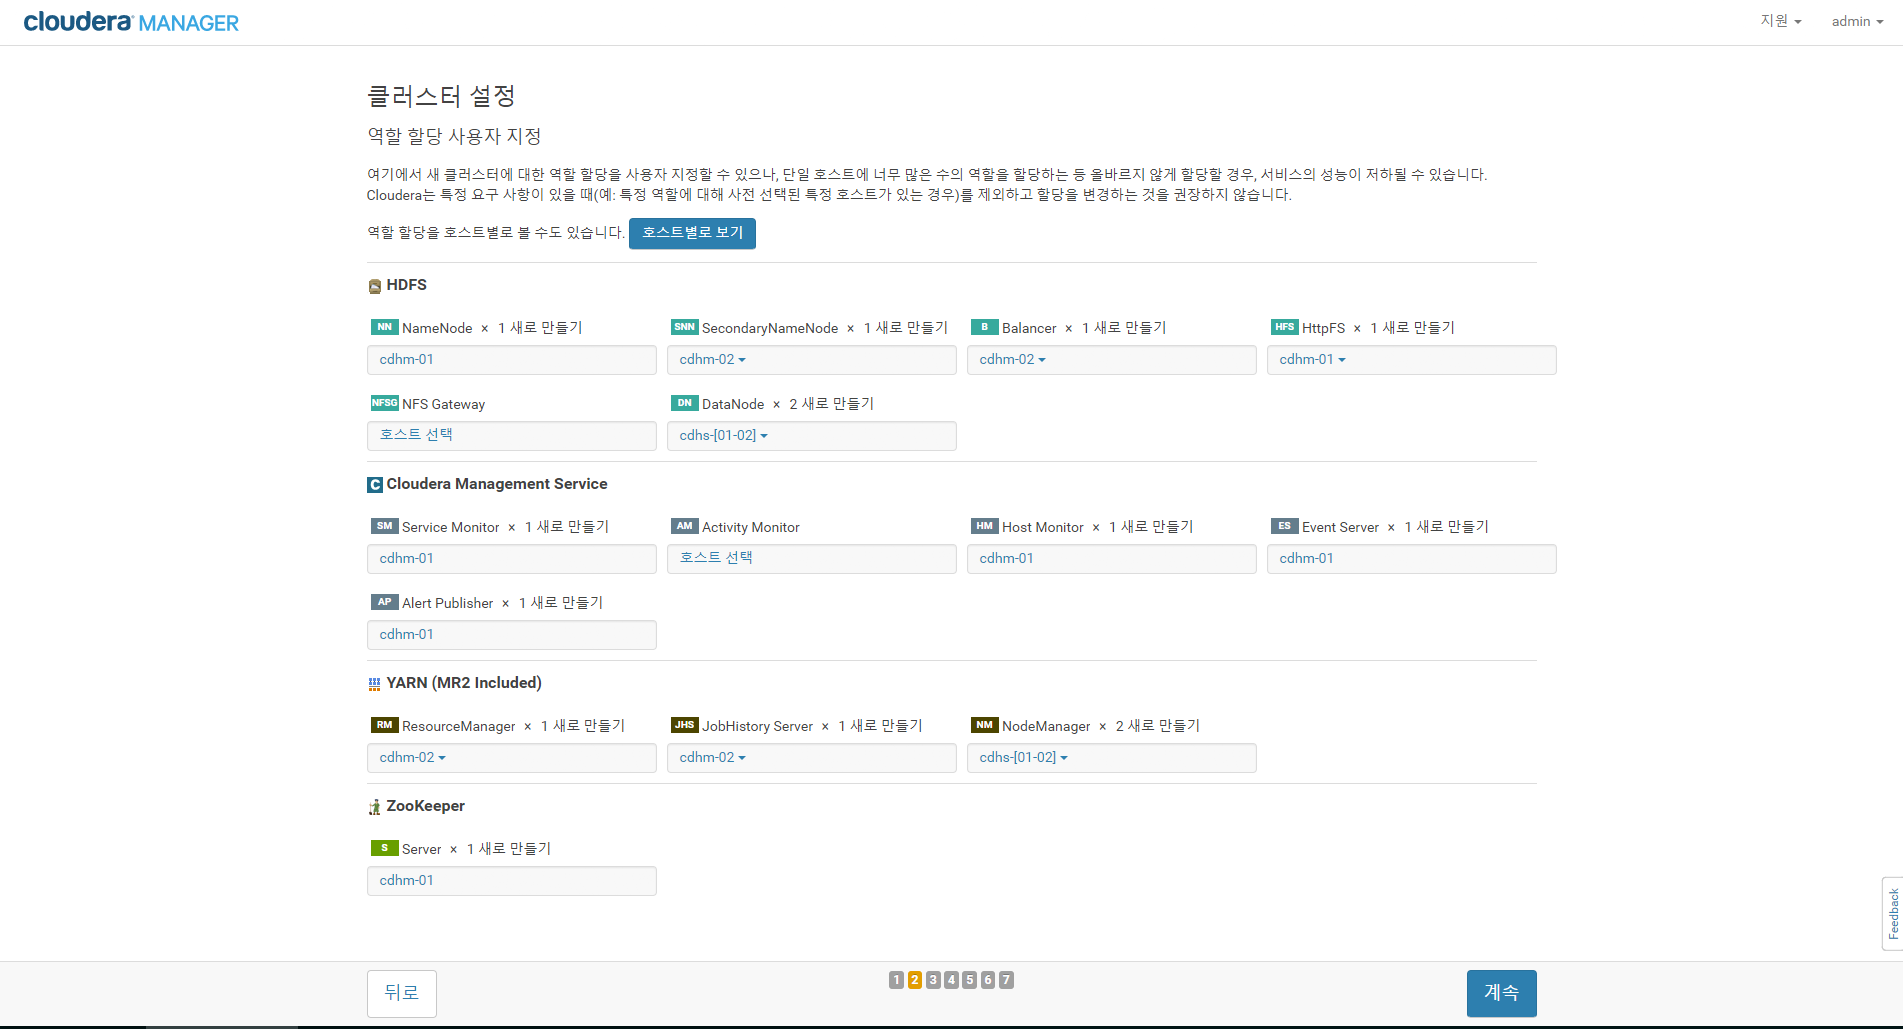 cloudera MANAGER
지원 admin
클러스터 설정
역할 할당 사용자 지정
여기에서 새 클러스터에 대한 역할 할당을 사용자 지정할 수 있으나, 단일 호스트에 너무 많은 수의 역할을 할당하는 등 올바르지 않게 할당할 경우, 서비스의 성능이 저하될 수 있습니다.
Cloudera는 특정 요구 사항이 있을 때(예: 특정 역할에 대해 사전 선택된 특정 호스트가 있는 경우)를 제외하고 할당을 변경하는 것을 권장하지 않습니다.
역할 할당을 호스트별로 볼 수도 있습니다. 호스트별로 보기
HDFS
NN NameNode × 1 새로 만들기 SNN SecondaryNameNode × 1 새로 만들기 B Balancer × 1 새로 만들기 HFS HttpFS × 1 새로 만들기
cdhm-01 cdhm-02 cdhm-02 cdhm-01
NFSG NFS Gateway DN DataNode × 2 새로 만들기
호스트 선택 cdhs-[01-02]
C Cloudera Management Service
SM Service Monitor × 1 새로 만들기 AM Activity Monitor HM Host Monitor × 1 새로 만들기 ES Event Server × 1 새로 만들기
cdhm-01 호스트 선택 cdhm-01 cdhm-01
AP Alert Publisher × 1 새로 만들기
cdhm-01
YARN (MR2 Included)
RM ResourceManager × 1 새로 만들기 JHS JobHistory Server × 1 새로 만들기 NM NodeManager × 2 새로 만들기
cdhm-02 cdhm-02 cdhs-[01-02]
ZooKeeper
S Server × 1 새로 만들기
cdhm-01
Feedback
뒤로 1 2 3 4 5 6 7 계속